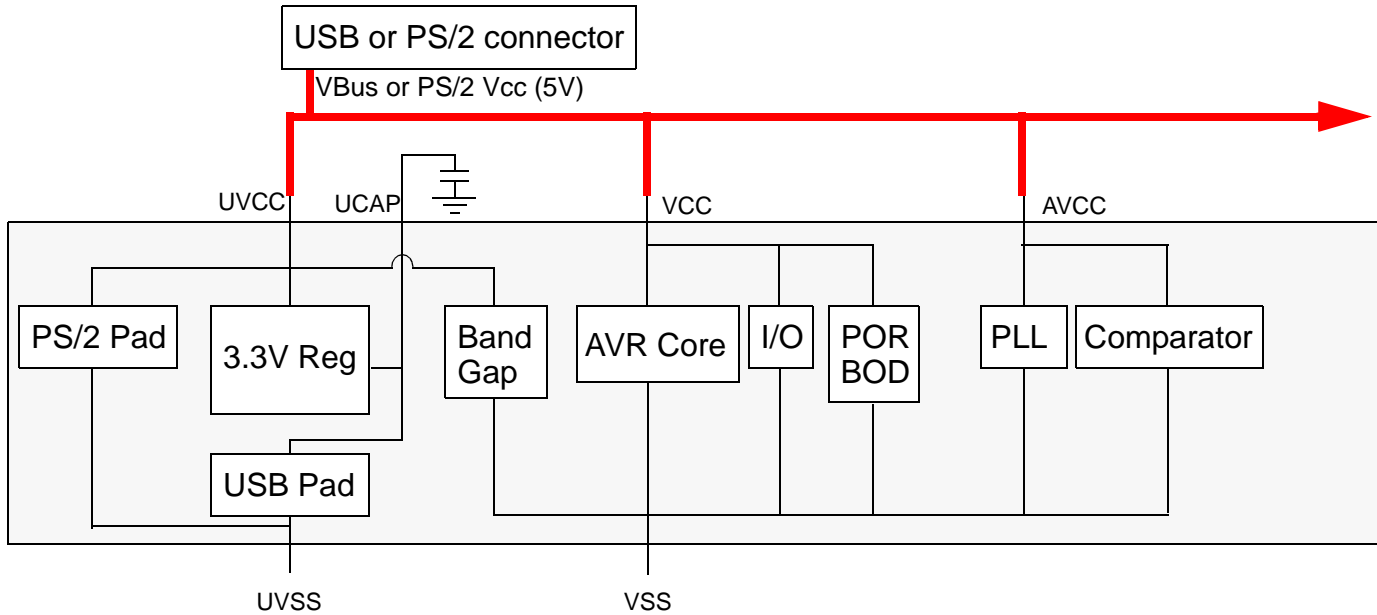 USB or PS/2 connector
VBus or PS/2 Vcc (5V)
UVCC
UCAP
VCC
AVCC
PS/2 Pad
3.3V Reg
Band
Gap
AVR Core
I/O
POR
BOD
PLL
Comparator
USB Pad
UVSS
VSS